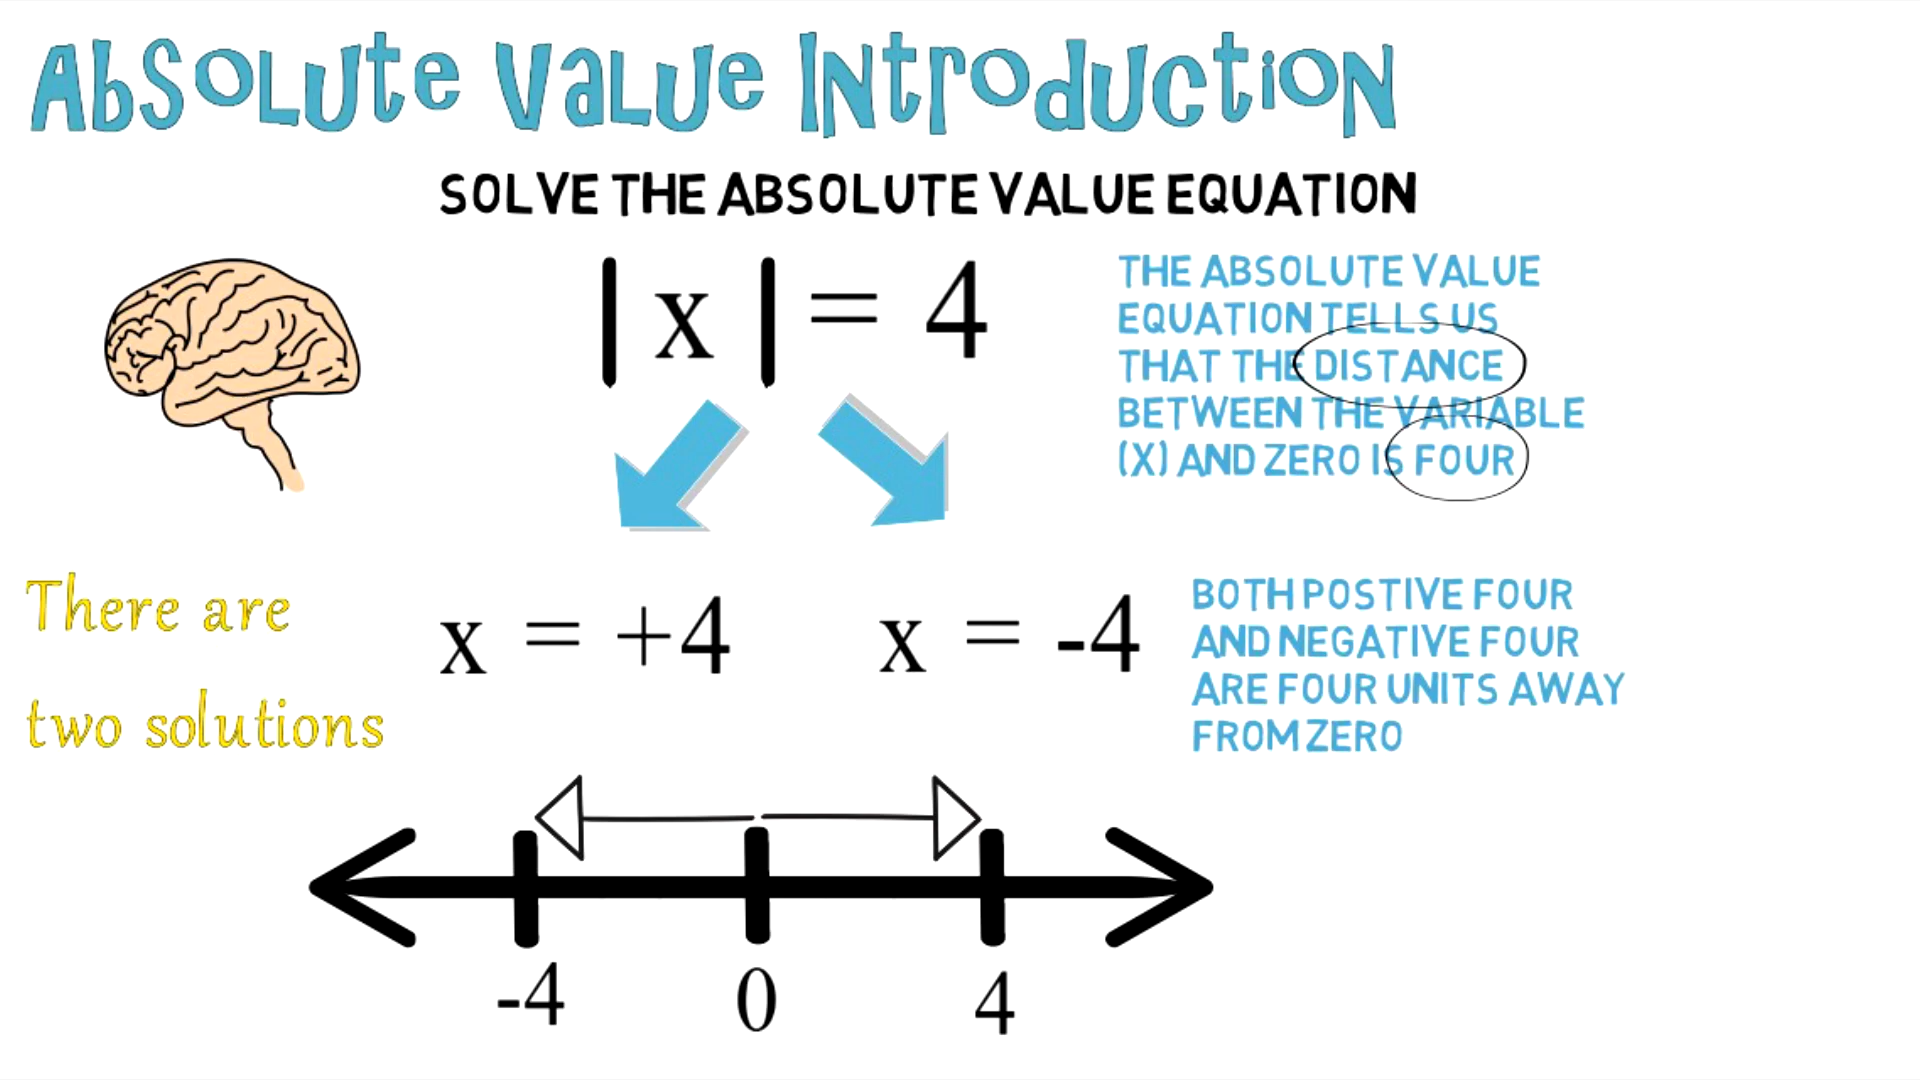 Absolute Value Introduction
SOLVE THE ABSOLUTE VALUE EQUATION
|x| = 4
THE ABSOLUTE VALUE
EQUATION TELLS US
THAT THE DISTANCE
BETWEEN THE VARIABLE
(X) AND ZERO IS FOUR
There are
two solutions
x = +4
x = -4
BOTH POSTIVE FOUR
AND NEGATIVE FOUR
ARE FOUR UNITS AWAY
FROM ZERO
-4 0 4